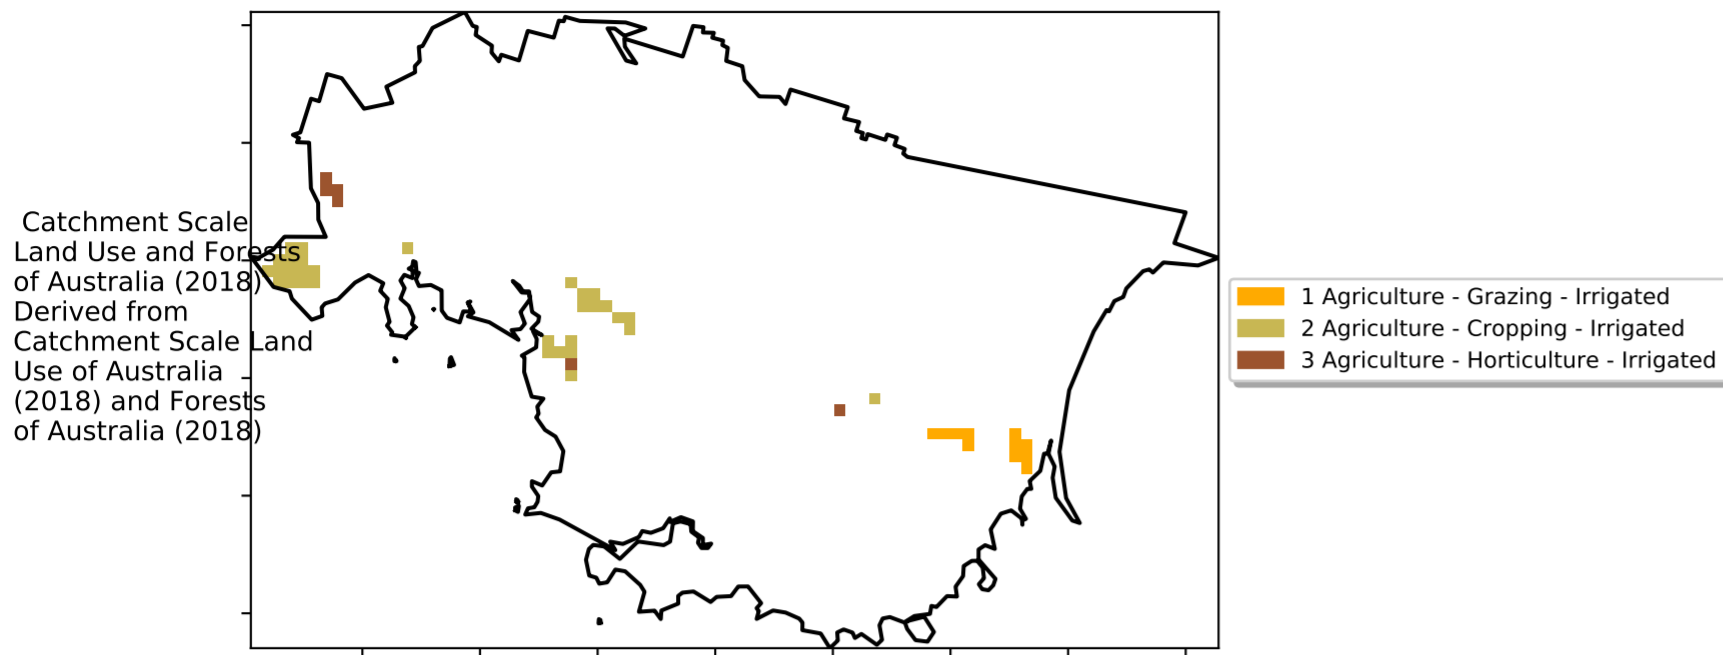 Catchment Scale
Land Use and Forests
of Australia (2018)
Derived from
Catchment Scale Land
Use of Australia
(2018) and Forests
of Australia (2018)
1 Agriculture - Grazing - Irrigated
2 Agriculture - Cropping - Irrigated
3 Agriculture - Horticulture - Irrigated